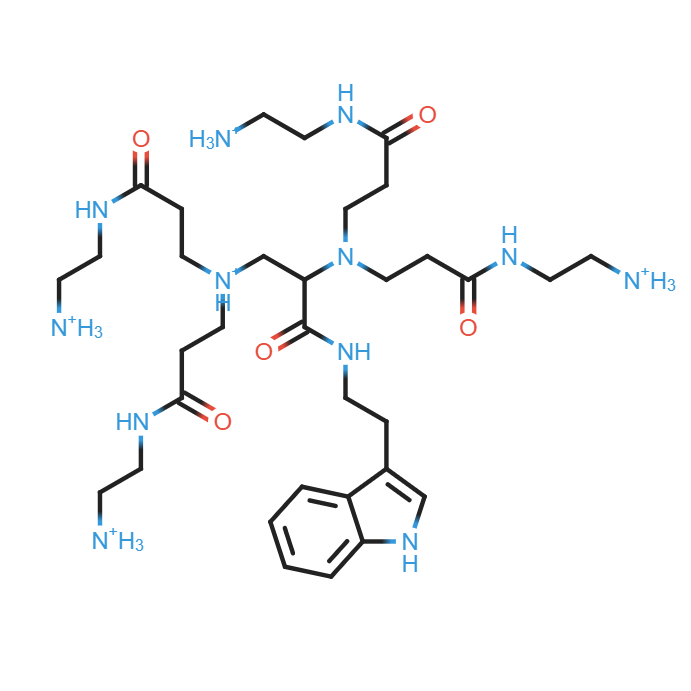 H
H₃N⁺ N O
O
HN H
N N⁺H₃
N
N⁺H
N⁺H₃ O
O NH
HN O
N⁺H₃ N
H